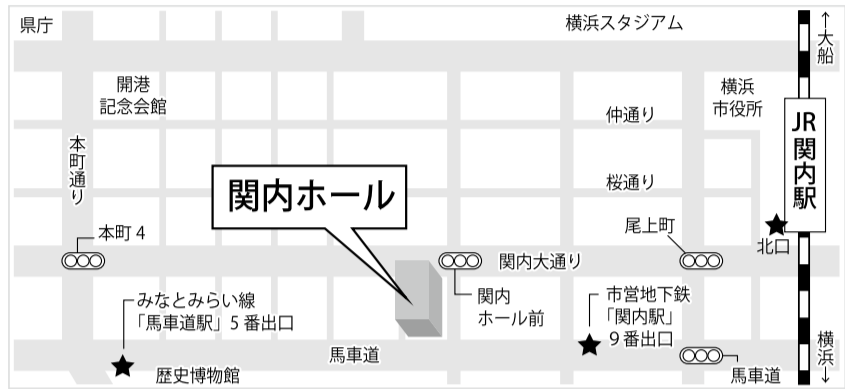 県庁
横浜スタジアム
↑大船
開港
記念会館
横浜
市役所
仲通り
JR関内駅
本町通り
関内ホール
桜通り
本町4
尾上町
北口
関内大通り
みなとみらい線
「馬車道駅」5番出口
関内
ホール前
市営地下鉄
「関内駅」
9番出口
馬車道
歴史博物館
馬車道
横浜↓